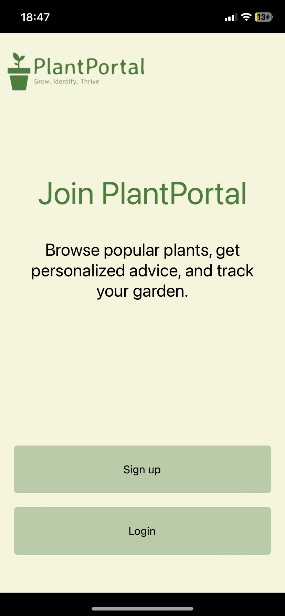 18:47
13
PlantPortal
Grow, Identify, Thrive
Join PlantPortal
Browse popular plants, get
personalized advice, and track
your garden.
Sign up
Login